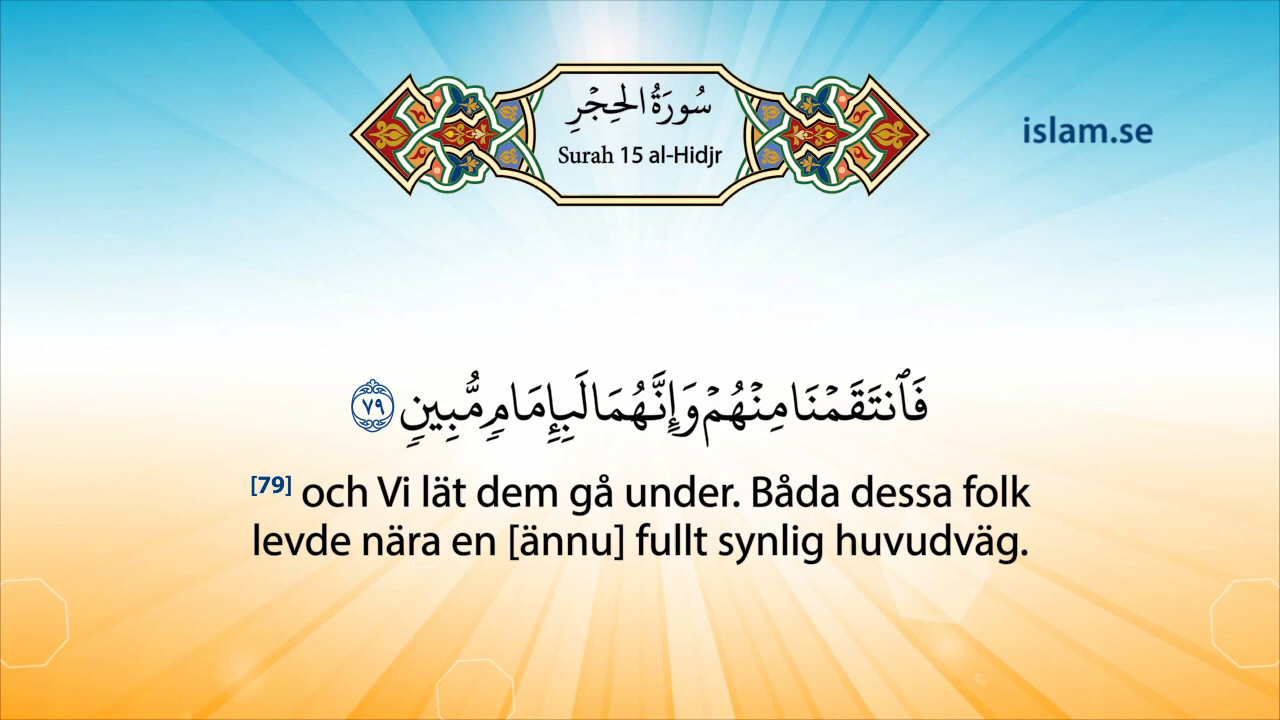 سُورَةُ الحِجْرِ
Surah 15 al-Hidjr
islam.se
فَٱنتَقَمْنَا مِنْهُمْ وَإِنَّهُمَا لَبِإِمَامٍ مُّبِينٍ ٧٩
[79] och Vi lät dem gå under. Båda dessa folk
levde nära en [ännu] fullt synlig huvudväg.